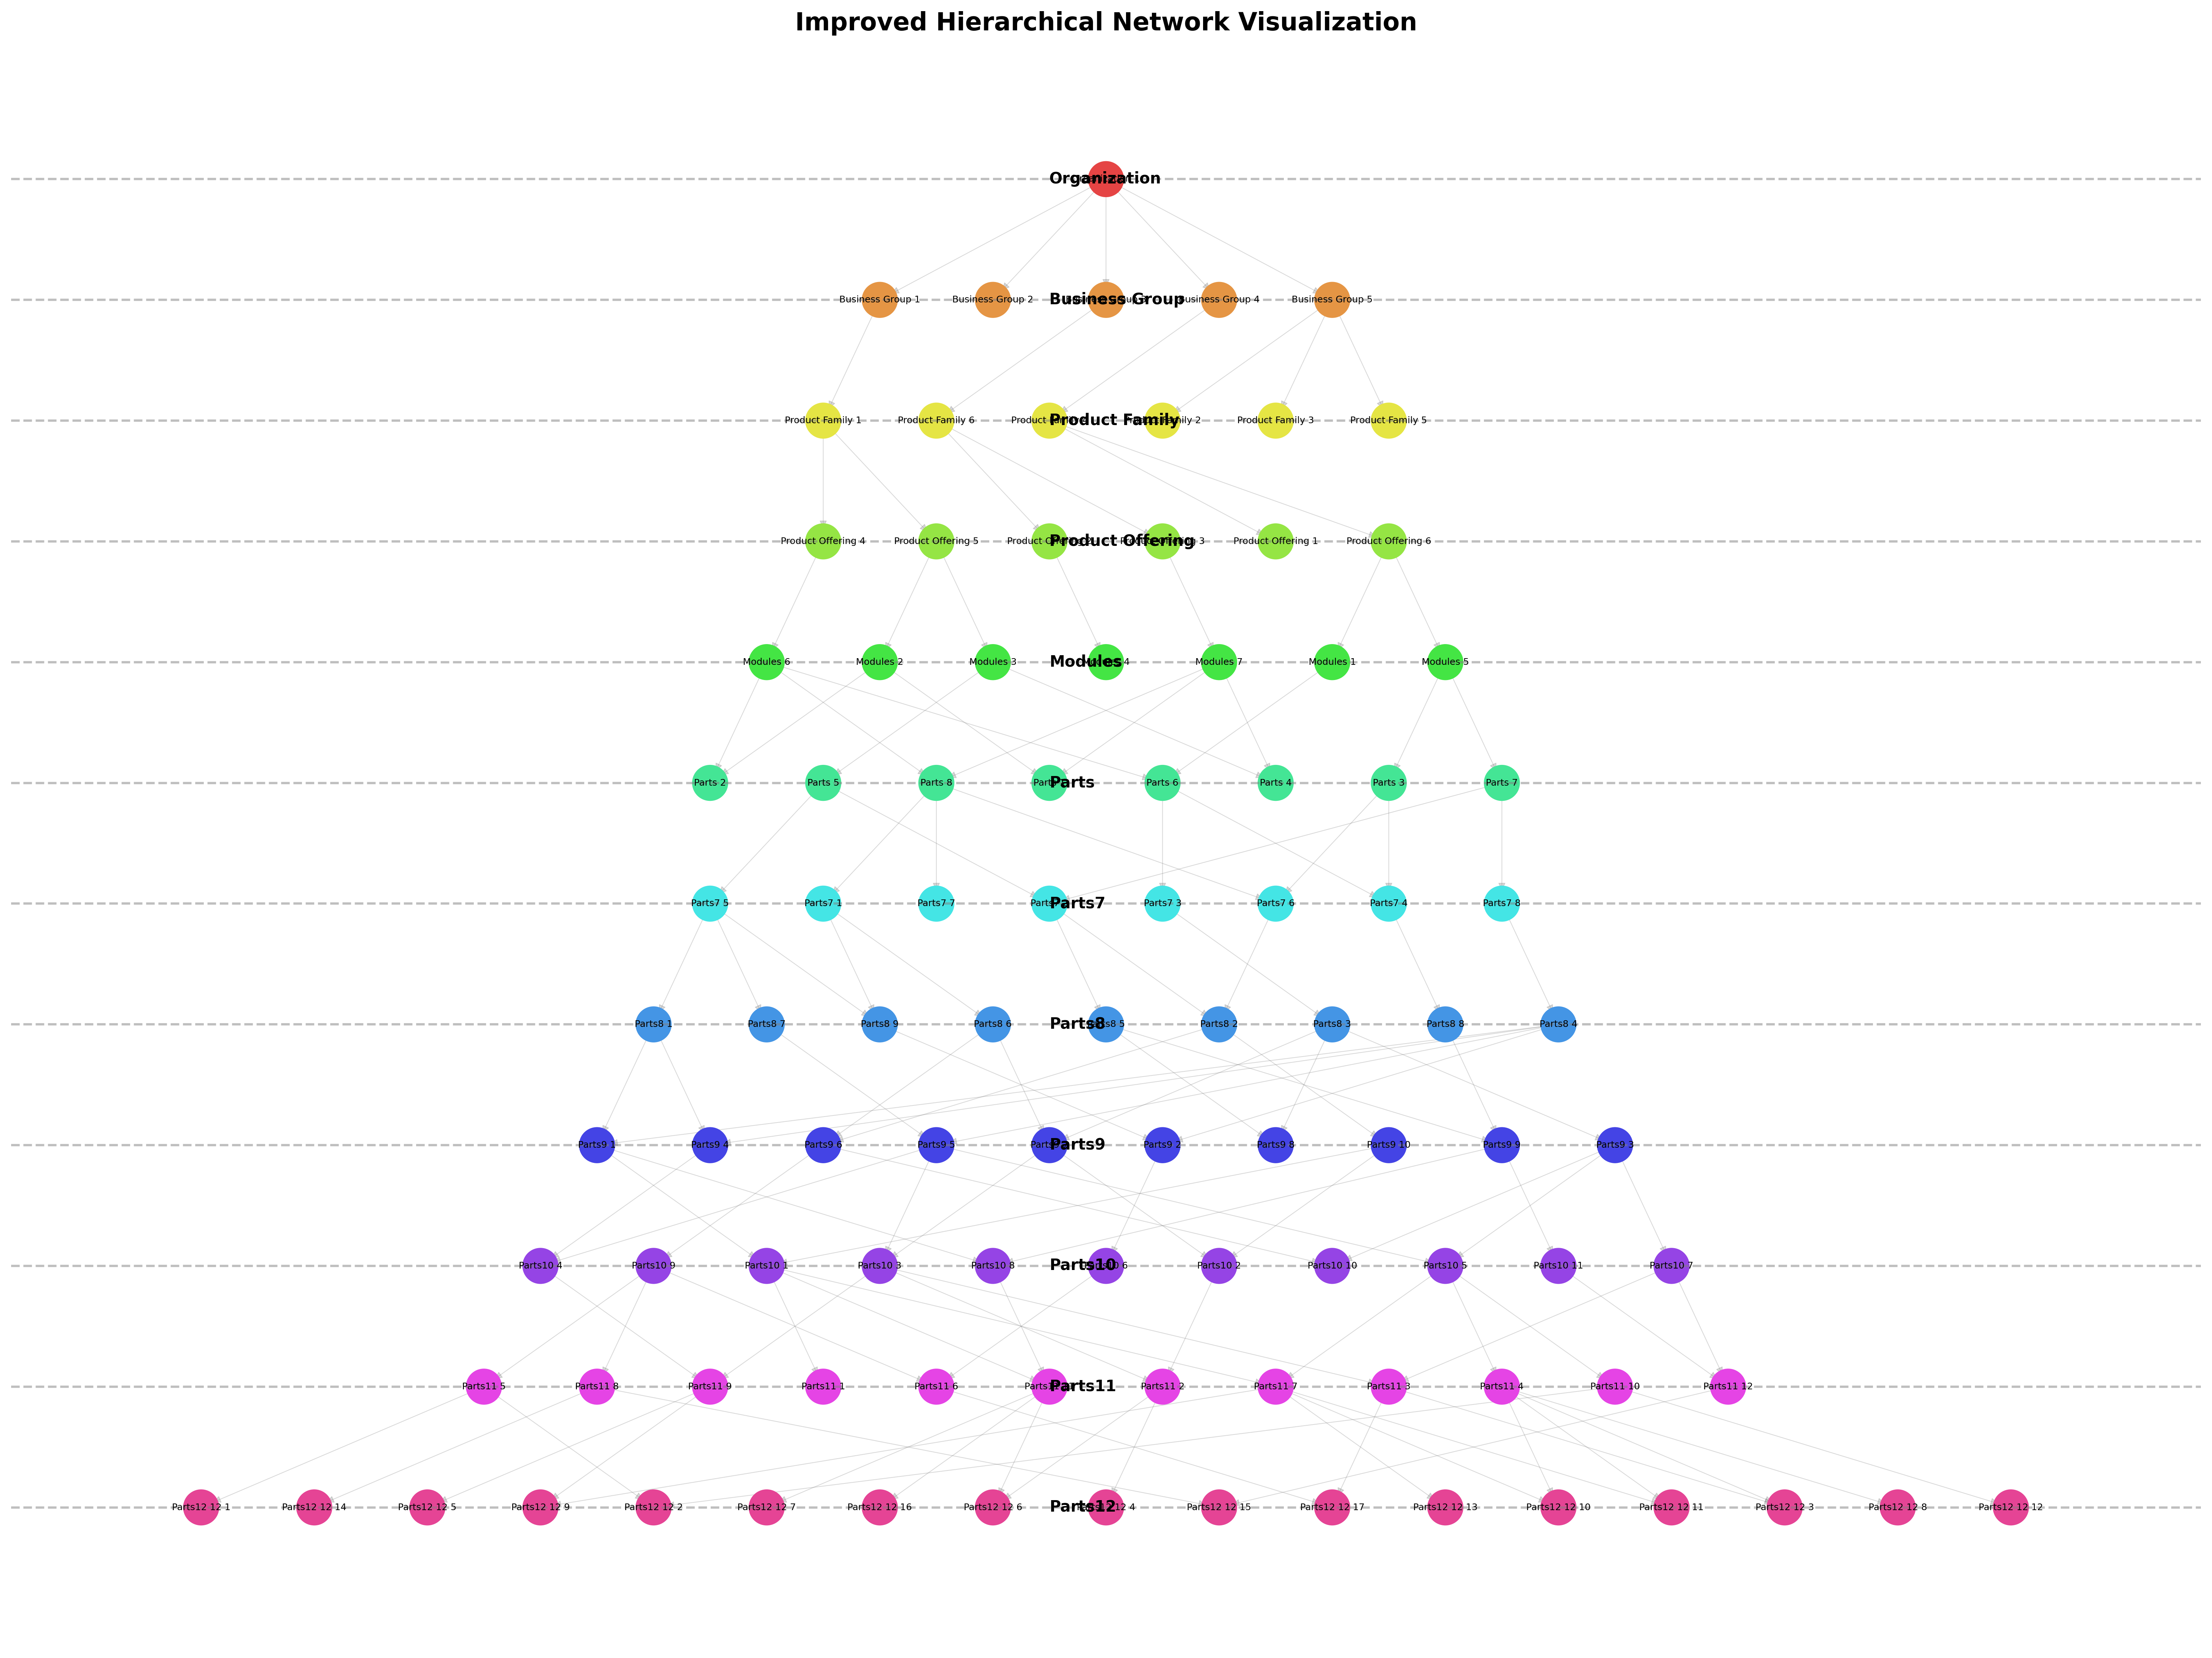 Improved Hierarchical Network Visualization
Organization
Business Group 1
Business Group 2
Business Group
Business Group 4
Business Group 5
Product Family 1
Product Family 6
Product Family
Product Family 2
Product Family 3
Product Family 5
Product Offering 4
Product Offering 5
Product Offering
Product Offering 3
Product Offering 1
Product Offering 6
Modules 6
Modules 2
Modules 3
Modules
Modules 4
Modules 7
Modules 1
Modules 5
Parts 2
Parts 5
Parts 8
Parts
Parts 6
Parts 4
Parts 3
Parts 7
Parts7 5
Parts7 1
Parts7 7
Parts7
Parts7 3
Parts7 6
Parts7 4
Parts7 8
Parts8 1
Parts8 7
Parts8 9
Parts8 6
Parts8
Parts8 5
Parts8 2
Parts8 3
Parts8 8
Parts8 4
Parts9 1
Parts9 4
Parts9 6
Parts9 5
Parts9
Parts9 2
Parts9 8
Parts9 10
Parts9 9
Parts9 3
Parts10 4
Parts10 9
Parts10 1
Parts10 3
Parts10 8
Parts10
Parts10 6
Parts10 2
Parts10 10
Parts10 5
Parts10 11
Parts10 7
Parts11 5
Parts11 8
Parts11 9
Parts11 1
Parts11 6
Parts11
Parts11 2
Parts11 7
Parts11 3
Parts11 4
Parts11 10
Parts11 12
Parts12 12 1
Parts12 12 14
Parts12 12 5
Parts12 12 9
Parts12 12 2
Parts12 12 7
Parts12 12 16
Parts12 12 6
Parts12
Parts12 12 4
Parts12 12 15
Parts12 12 17
Parts12 12 13
Parts12 12 10
Parts12 12 11
Parts12 12 3
Parts12 12 8
Parts12 12 12